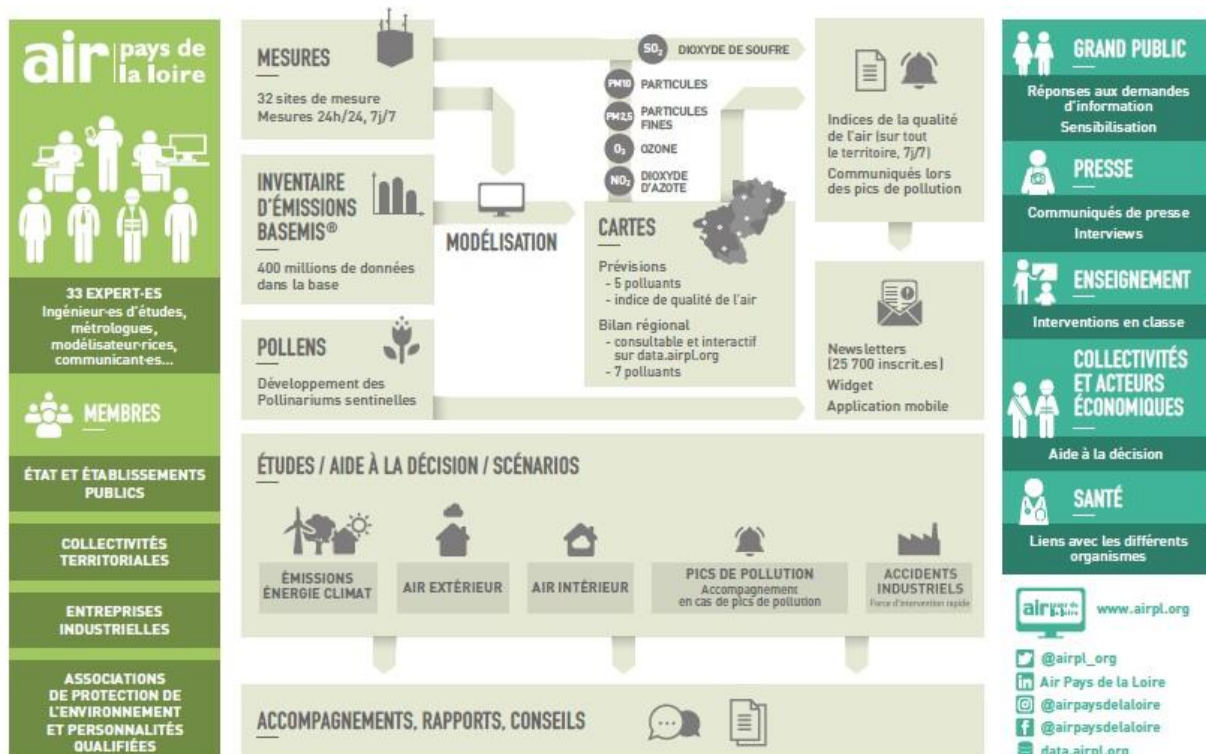 air pays de
la loire
33 EXPERT·ES
Ingénieur·es d'études,
métrologues,
modélisateur·rices,
communicant·es...
MEMBRES
ÉTAT ET ÉTABLISSEMENTS
PUBLICS
COLLECTIVITÉS
TERRITORIALES
ENTREPRISES
INDUSTRIELLES
ASSOCIATIONS
DE PROTECTION DE
L'ENVIRONNEMENT
ET PERSONNALITÉS
QUALIFIÉES
MESURES
32 sites de mesure
Mesures 24h/24, 7j/7
INVENTAIRE
D'ÉMISSIONS
BASEMIS®
400 millions de données
dans la base
POLLENS
Développement des
Pollinariums sentinelles
MODÉLISATION
SO₂ DIOXYDE DE SOUFRE
PM10 PARTICULES
PM2,5 PARTICULES
FINES
O₃ OZONE
NO₂ DIOXYDE
D'AZOTE
CARTES
Prévisions
- 5 polluants
- indice de qualité de l'air
Bilan régional
- consultable et interactif
sur data.airpl.org
- 7 polluants
Indices de la qualité
de l'air (sur tout
le territoire, 7j/7)
Communiqués lors
des pics de pollution
Newsletters
(25 700 inscrit.es)
Widget
Application mobile
ÉTUDES / AIDE À LA DÉCISION / SCÉNARIOS
ÉMISSIONS
ÉNERGIE CLIMAT
AIR EXTÉRIEUR
AIR INTÉRIEUR
PICS DE POLLUTION
Accompagnement
en cas de pics de pollution
ACCIDENTS
INDUSTRIELS
Force d'intervention rapide
ACCOMPAGNEMENTS, RAPPORTS, CONSEILS
GRAND PUBLIC
Réponses aux demandes
d'information
Sensibilisation
PRESSE
Communiqués de presse
Interviews
ENSEIGNEMENT
Interventions en classe
COLLECTIVITÉS
ET ACTEURS
ÉCONOMIQUES
Aide à la décision
SANTÉ
Liens avec les différents
organismes
air pays de
la loire
www.airpl.org
@airpl_org
in Air Pays de la Loire
@airpaysdelaloire
f @airpaysdelaloire
data.airpl.org